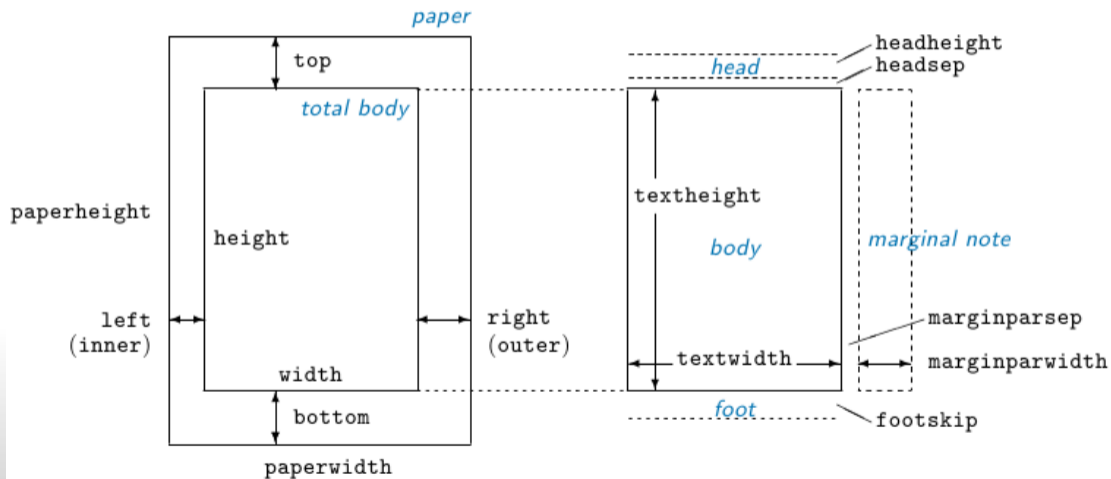 paper
top
total body
paperheight
height
left
(inner)
right
(outer)
width
bottom
paperwidth
headheight
head
headsep
textheight
body
marginal note
marginparsep
textwidth
marginparwidth
foot
footskip